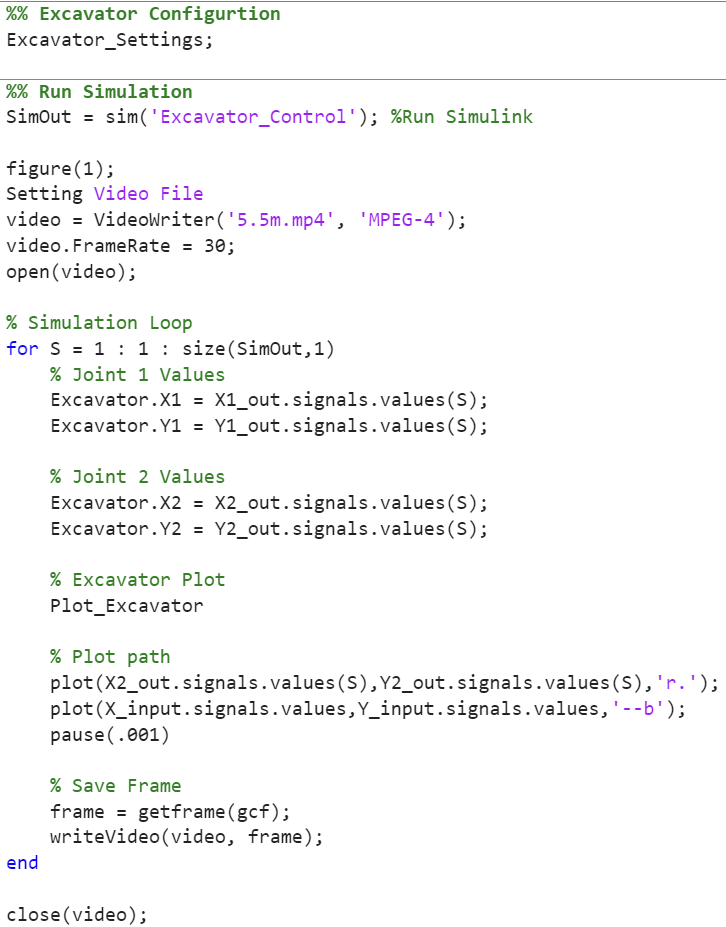 %% Excavator Configurtion
Excavator_Settings;
%% Run Simulation
SimOut = sim('Excavator_Control'); %Run Simulink
figure(1);
Setting Video File
video = VideoWriter('5.5m.mp4', 'MPEG-4');
video.FrameRate = 30;
open(video);
% Simulation Loop
for S = 1 : 1 : size(SimOut,1)
    % Joint 1 Values
    Excavator.X1 = X1_out.signals.values(S);
    Excavator.Y1 = Y1_out.signals.values(S);
    % Joint 2 Values
    Excavator.X2 = X2_out.signals.values(S);
    Excavator.Y2 = Y2_out.signals.values(S);
    % Excavator Plot
    Plot_Excavator
    % Plot path
    plot(X2_out.signals.values(S),Y2_out.signals.values(S),'r.');
    plot(X_input.signals.values,Y_input.signals.values,'--b');
    pause(.001)
    % Save Frame
    frame = getframe(gcf);
    writeVideo(video, frame);
end
close(video);